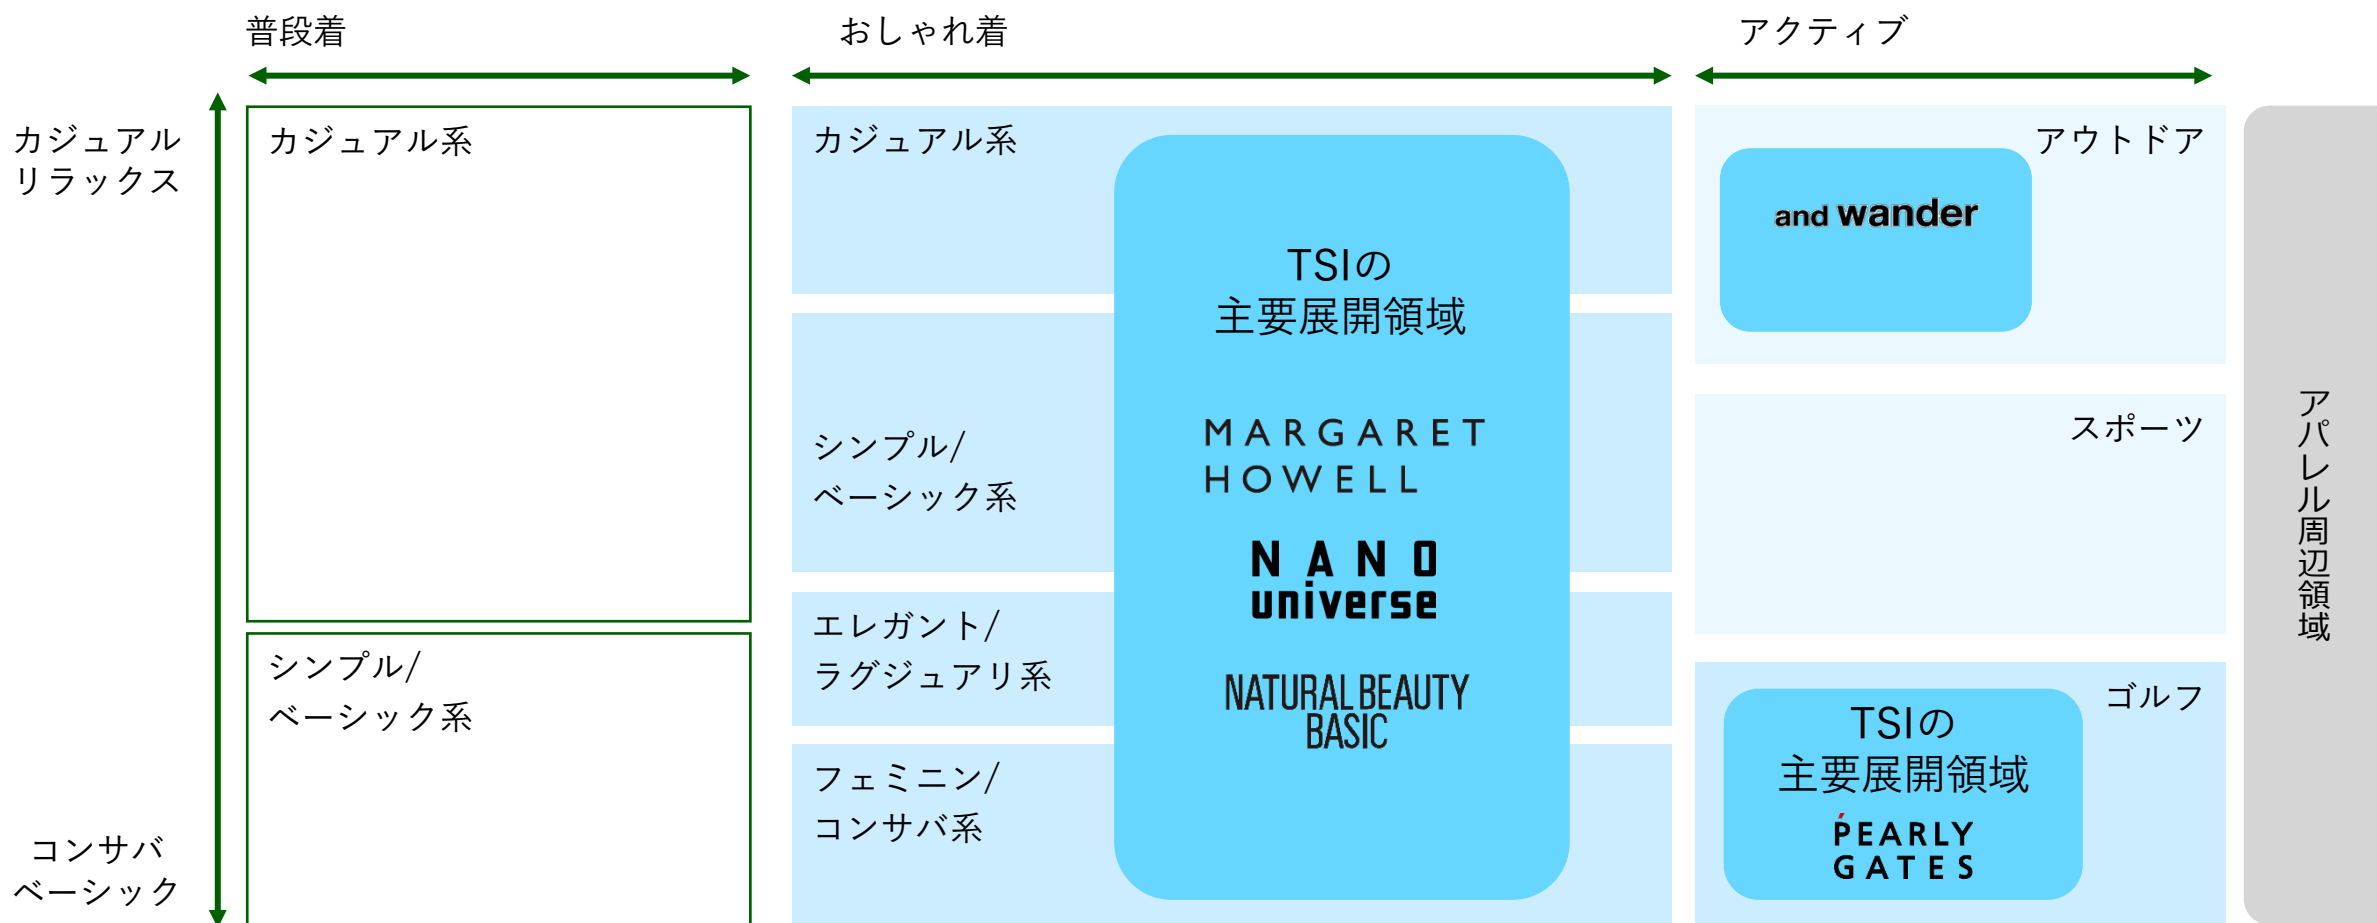 普段着
おしゃれ着
アクティブ
カジュアル
リラックス
コンサバ
ベーシック
カジュアル系
シンプル/
ベーシック系
カジュアル系
シンプル/
ベーシック系
エレガント/
ラグジュアリ系
フェミニン/
コンサバ系
TSIの
主要展開領域
MARGARET
HOWELL
NANO
universe
NATURAL BEAUTY
BASIC
アウトドア
and wander
スポーツ
ゴルフ
TSIの
主要展開領域
PEARLY
GATES
アパレル周辺領域